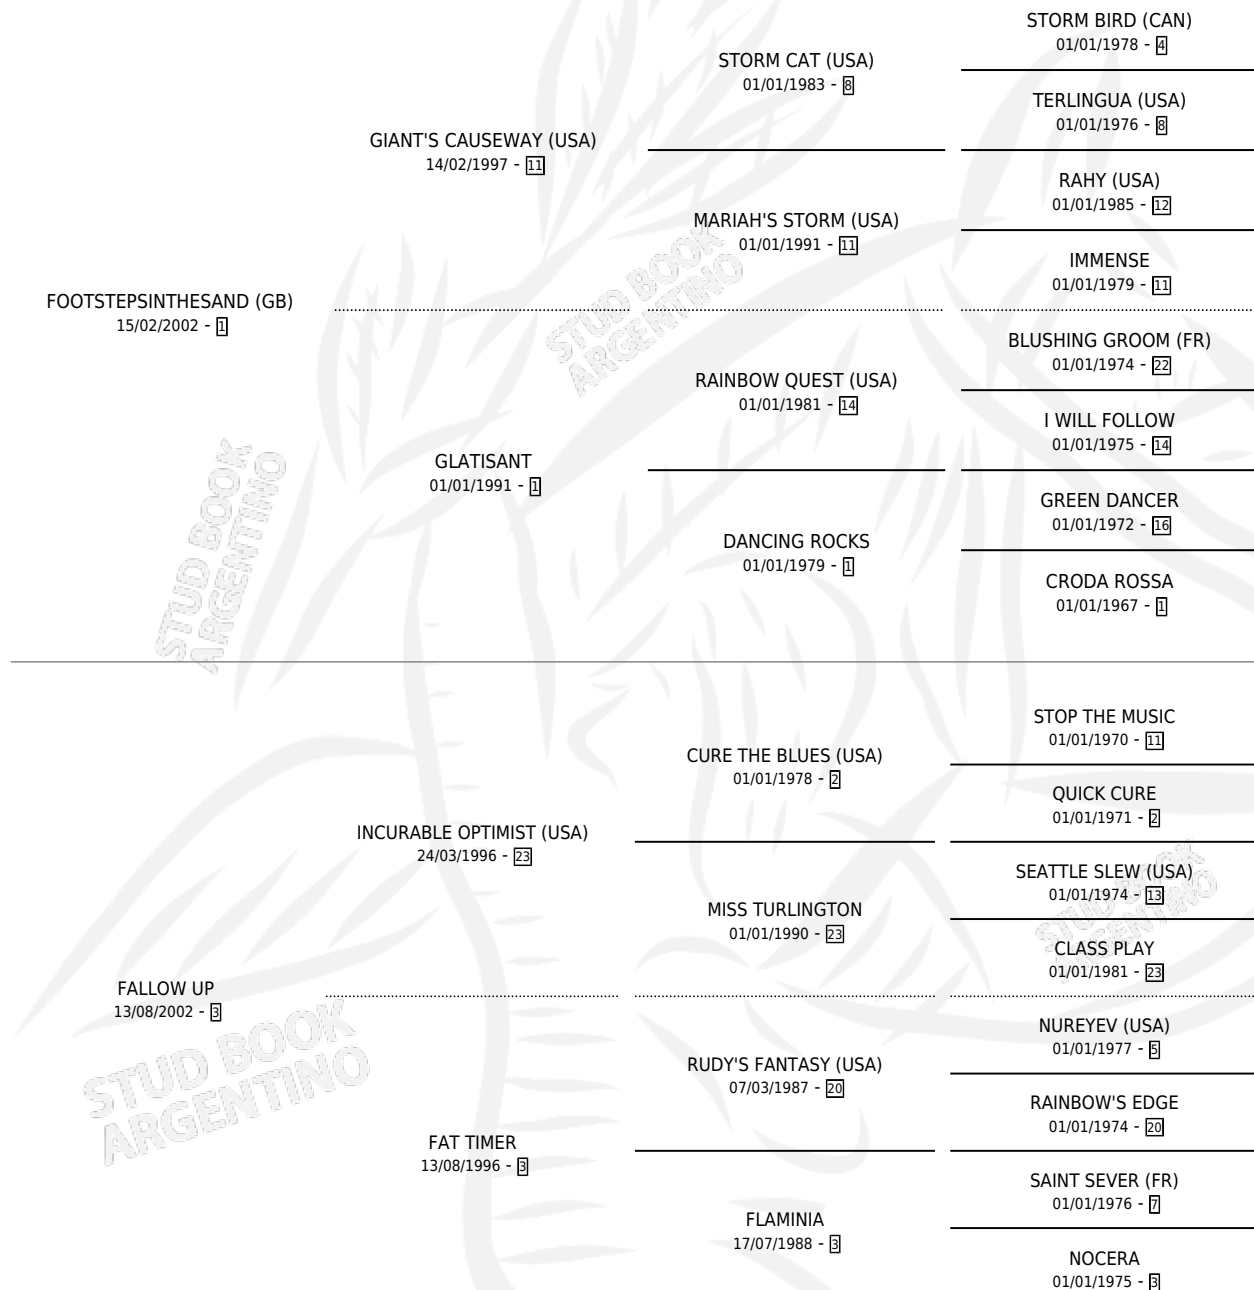 STORM BIRD (CAN)
01/01/1978 - 4
STORM CAT (USA)
01/01/1983 - 8
TERLINGUA (USA)
01/01/1976 - 8
GIANT'S CAUSEWAY (USA)
14/02/1997 - 11
RAHY (USA)
01/01/1985 - 12
MARIAH'S STORM (USA)
01/01/1991 - 11
IMMENSE
01/01/1979 - 11
FOOTSTEPSINTHESAND (GB)
15/02/2002 - 1
BLUSHING GROOM (FR)
01/01/1974 - 22
RAINBOW QUEST (USA)
01/01/1981 - 14
I WILL FOLLOW
01/01/1975 - 14
GLATISANT
01/01/1991 - 1
GREEN DANCER
01/01/1972 - 16
DANCING ROCKS
01/01/1979 - 1
CRODA ROSSA
01/01/1967 - 1
STOP THE MUSIC
01/01/1970 - 11
CURE THE BLUES (USA)
01/01/1978 - 2
QUICK CURE
01/01/1971 - 2
INCURABLE OPTIMIST (USA)
24/03/1996 - 23
SEATTLE SLEW (USA)
01/01/1974 - 13
MISS TURLINGTON
01/01/1990 - 23
CLASS PLAY
01/01/1981 - 23
FALLOW UP
13/08/2002 - 3
NUREYEV (USA)
01/01/1977 - 5
RUDY'S FANTASY (USA)
07/03/1987 - 20
RAINBOW'S EDGE
01/01/1974 - 20
FAT TIMER
13/08/1996 - 3
SAINT SEVER (FR)
01/01/1976 - 7
FLAMINIA
17/07/1988 - 3
NOCERA
01/01/1975 - 3
STUD BOOK
ARGENTINO
STUD BOOK
ARGENTINO
STUD BOOK
ARGENTINO
STUD BOOK
ARGENTINO